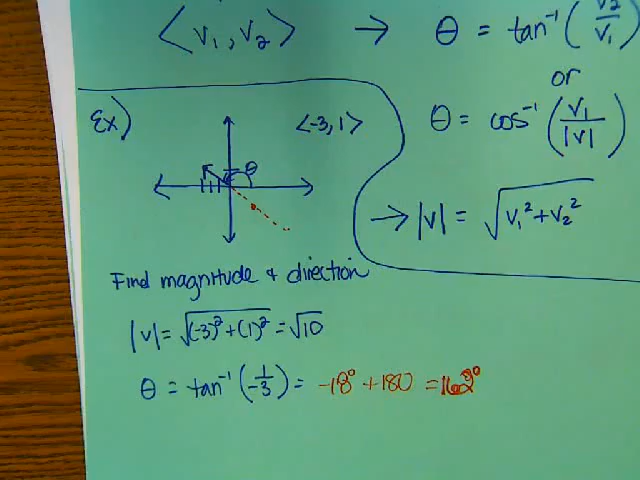 <v₁, v₂> → θ = tan⁻¹(v₂/v₁)
or
θ = cos⁻¹(v₁/|v|)
→ |v| = √(v₁² + v₂²)
Ex)
<-3, 1>
θ
Find magnitude + direction
|v| = √((-3)² + (1)²) = √10
θ = tan⁻¹(1/-3) = -18° + 180 = 162°